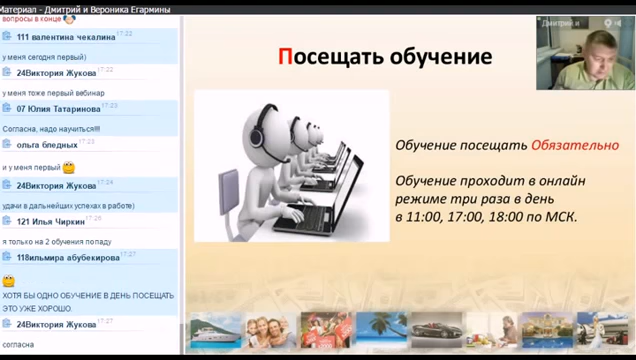 Материал - Дмитрий и Вероника Егармины
вопросы в конце
111 валентина чекалина
17:22
у меня сегодня первый)
24Виктория Жукова
17:22
у меня тоже первый вебинар
07 Юлия Татаринова
17:23
Согласна, надо научиться!!!!
ольга бледных
17:23
и у меня первый
24Виктория Жукова
17:24
удачи в дальнейших успехах в работе)
121 Илья Чиркин
17:26
я только на 2 обучения попаду
118ильмира абубекирова
17:27
ХОТЯ БЫ ОДНО ОБУЧЕНИЕ В ДЕНЬ ПОСЕЩАТЬ
ЭТО УЖЕ ХОРОШО.
24Виктория Жукова
17:27
согласна
Посещать обучение
Дмитрий и
Обучение посещать Обязательно
Обучение проходит в онлайн
режиме три раза в день
в 11:00, 17:00, 18:00 по МСК.